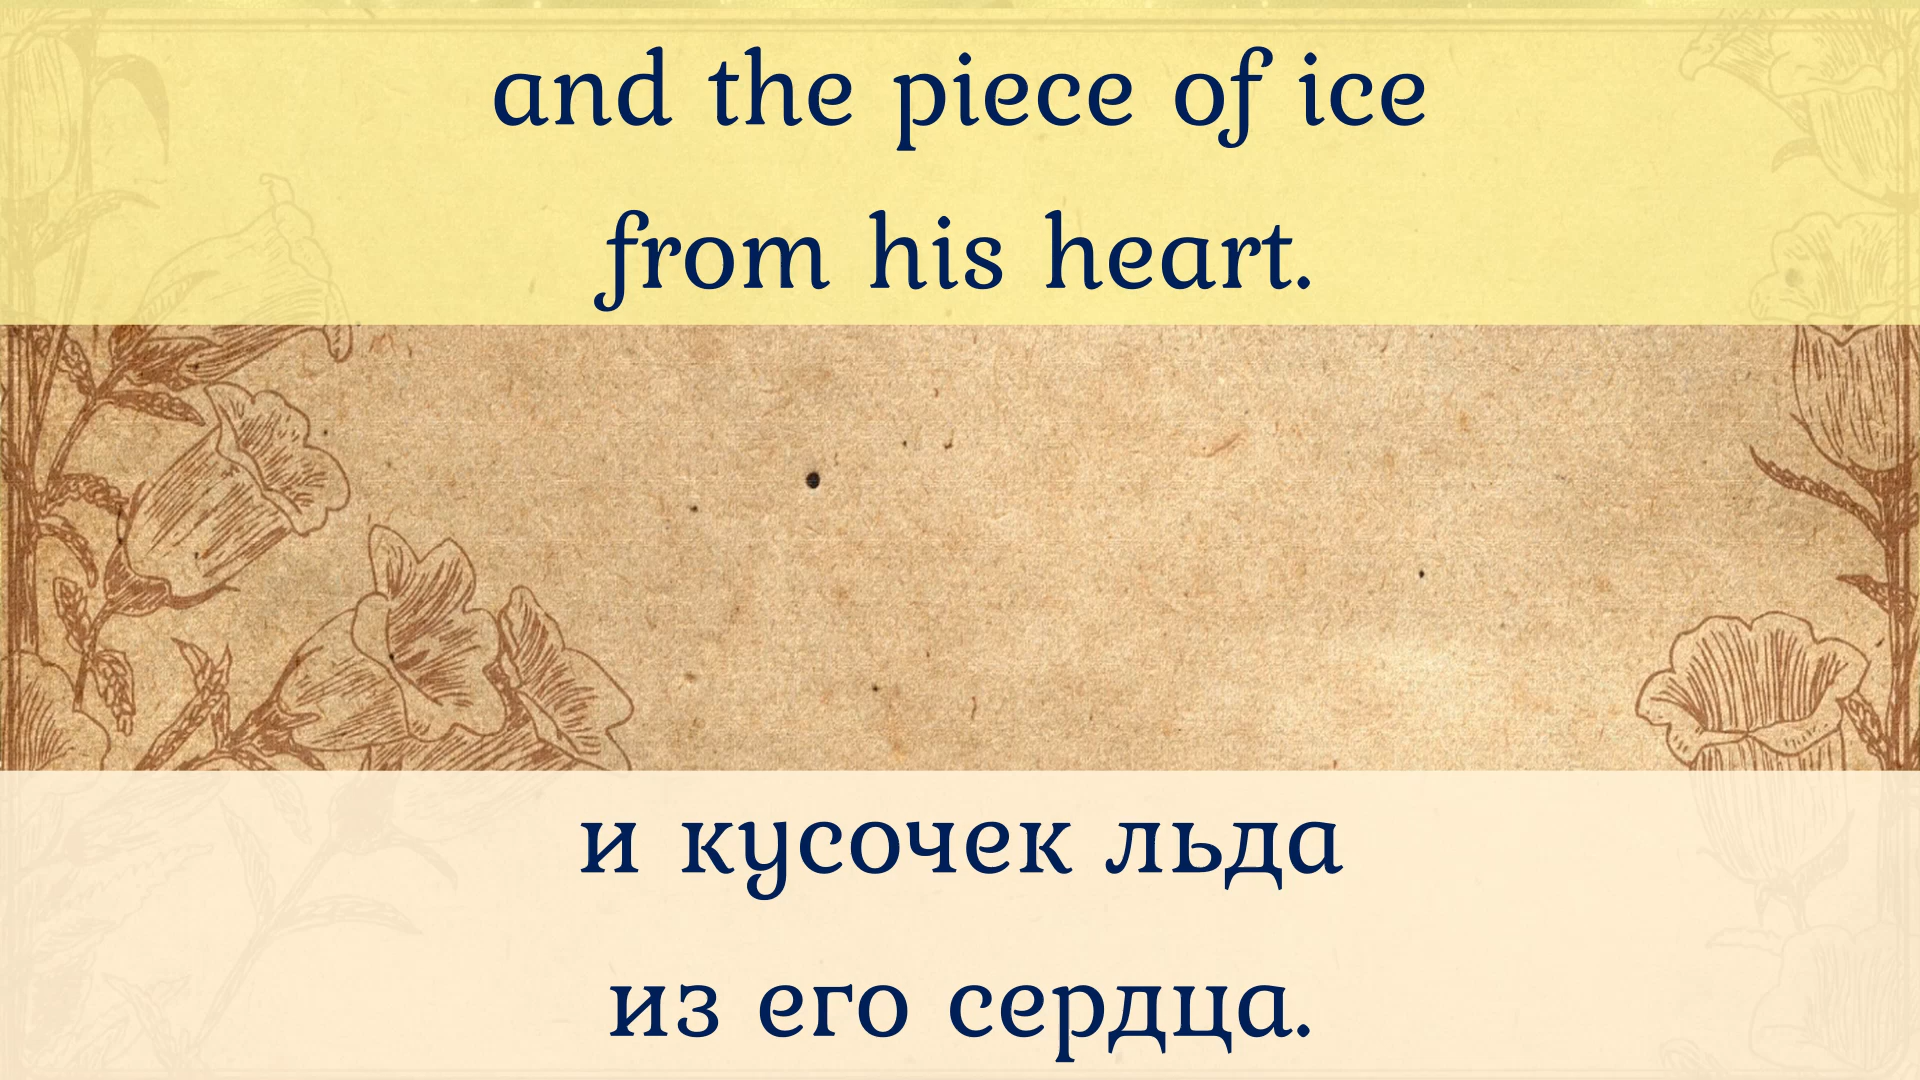 and the piece of ice
from his heart.
и кусочек льда
из его сердца.